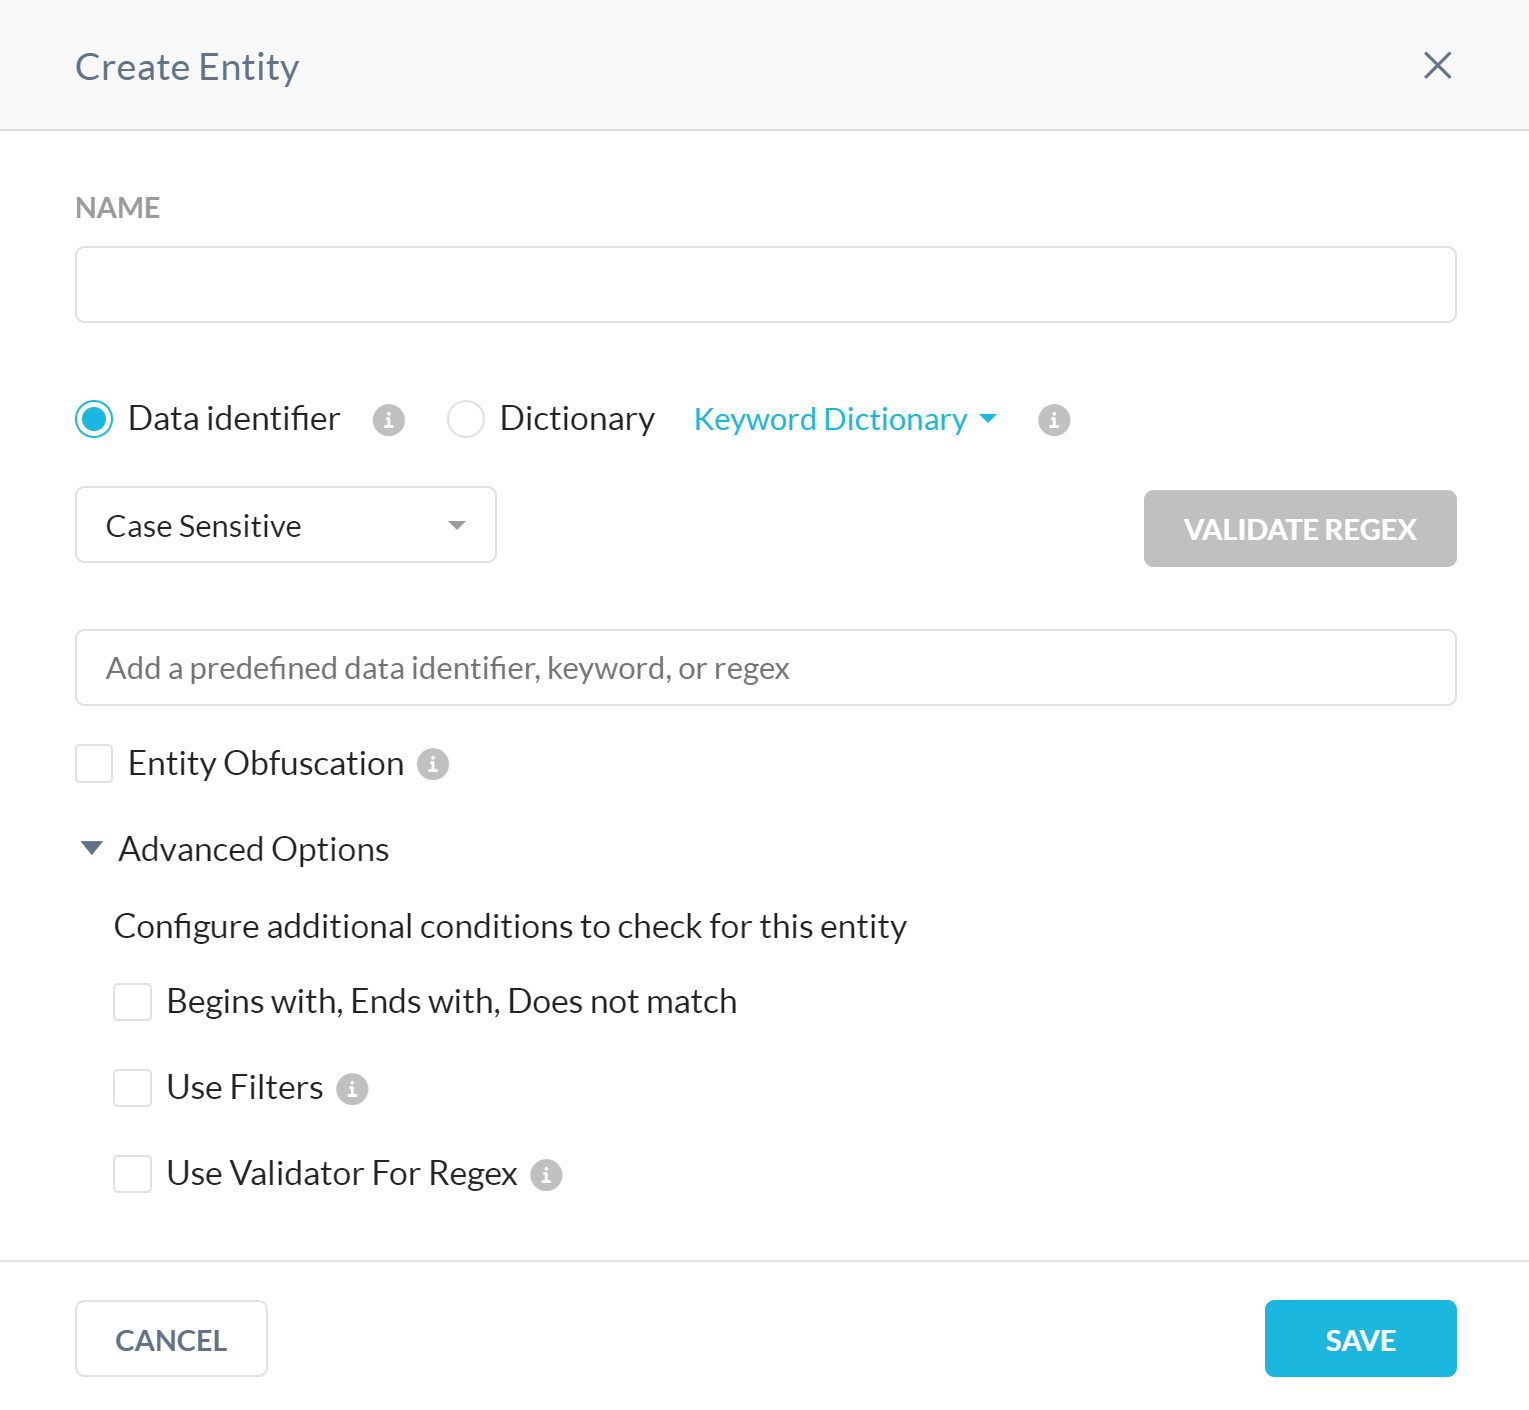 Create Entity
NAME
Data identifier Dictionary Keyword Dictionary
Case Sensitive VALIDATE REGEX
Add a predefined data identifier, keyword, or regex
Entity Obfuscation
Advanced Options
Configure additional conditions to check for this entity
Begins with, Ends with, Does not match
Use Filters
Use Validator For Regex
CANCEL SAVE